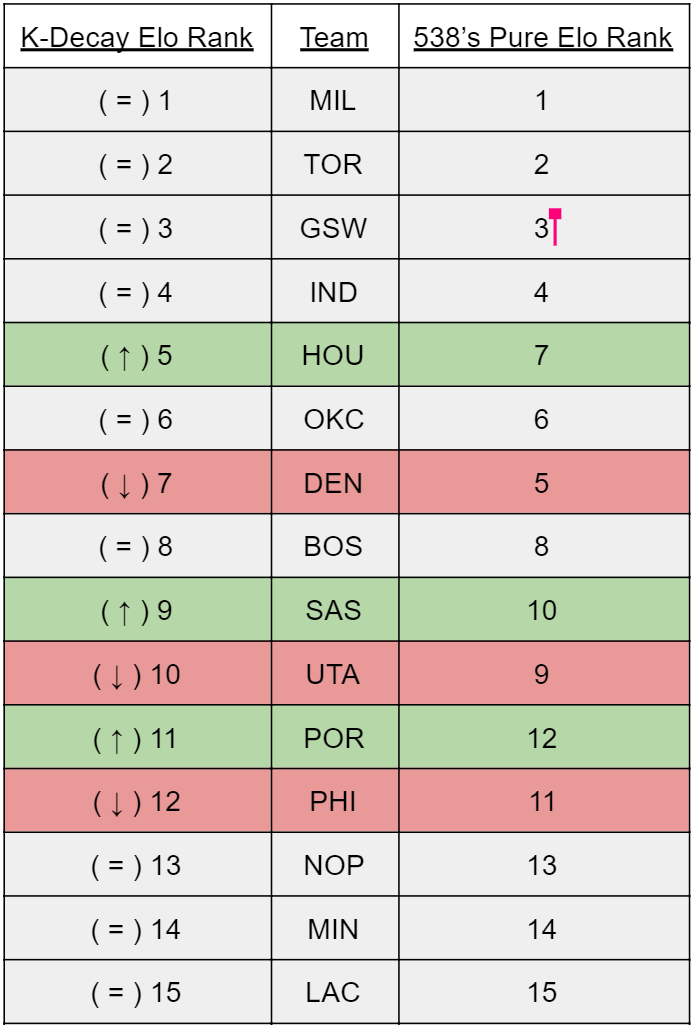 K-Decay Elo Rank Team 538’s Pure Elo Rank
( = ) 1 MIL 1
( = ) 2 TOR 2
( = ) 3 GSW 3
( = ) 4 IND 4
( ↑ ) 5 HOU 7
( = ) 6 OKC 6
( ↓ ) 7 DEN 5
( = ) 8 BOS 8
( ↑ ) 9 SAS 10
( ↓ ) 10 UTA 9
( ↑ ) 11 POR 12
( ↓ ) 12 PHI 11
( = ) 13 NOP 13
( = ) 14 MIN 14
( = ) 15 LAC 15